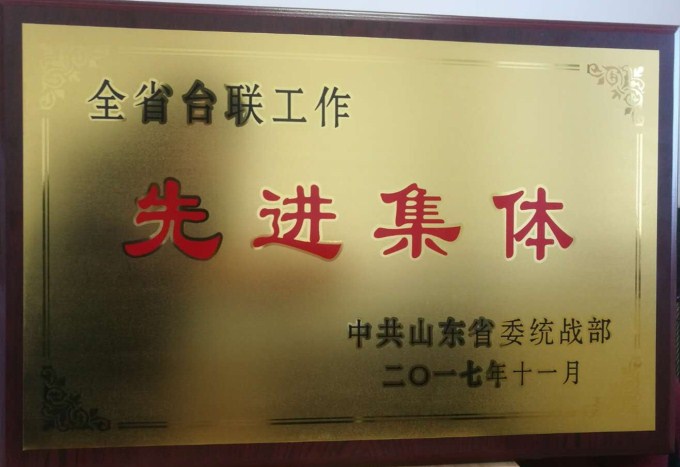 全省台联工作
先进集体
中共山东省委统战部
二〇一七年十一月